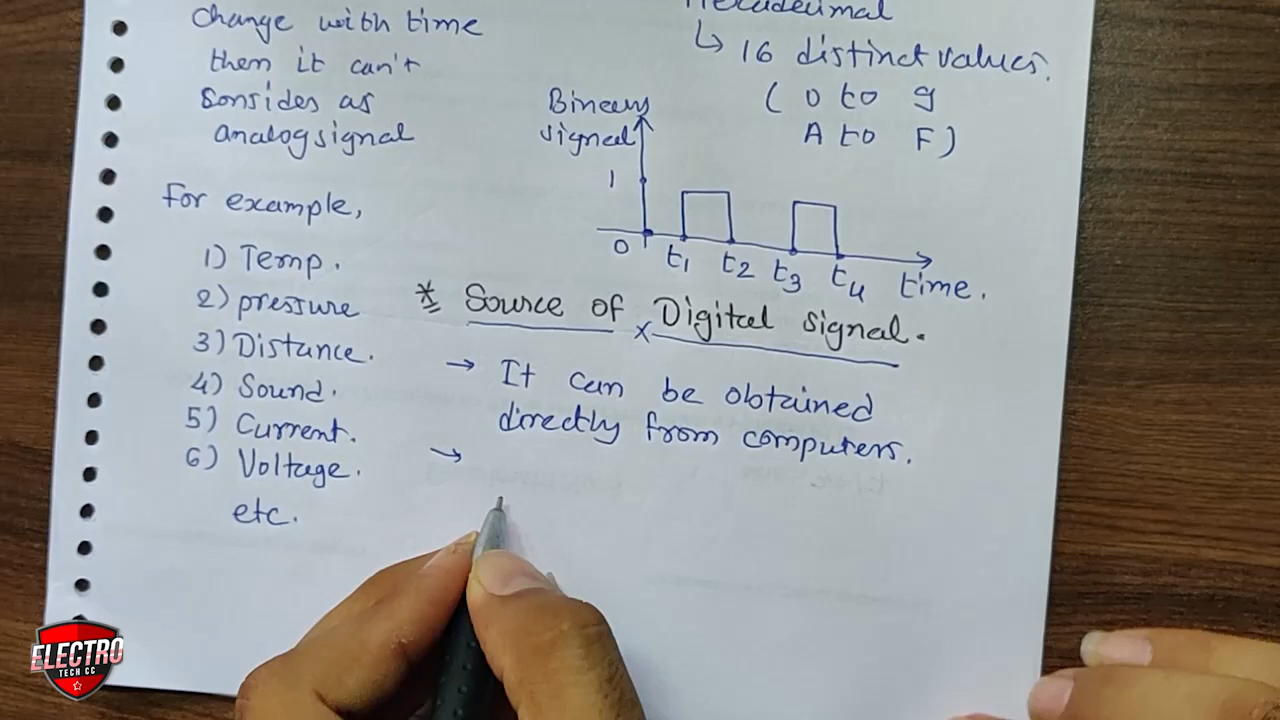 change with time
then it can't
Sonsides as
analog signal
For example,
1) Temp.
2) pressure
3) Distance.
4) Sound.
5) Current.
6) Voltage.
etc.
Hexadecimal
↳ 16 distinct values.
( 0 to 9
A to F)
Bineary
signal
1
0
t1 t2 t3 t4 time.
* Source of Digital signal.
x
→ It can be obtained
directly from computers.
→
ELECTRO
TECH CC